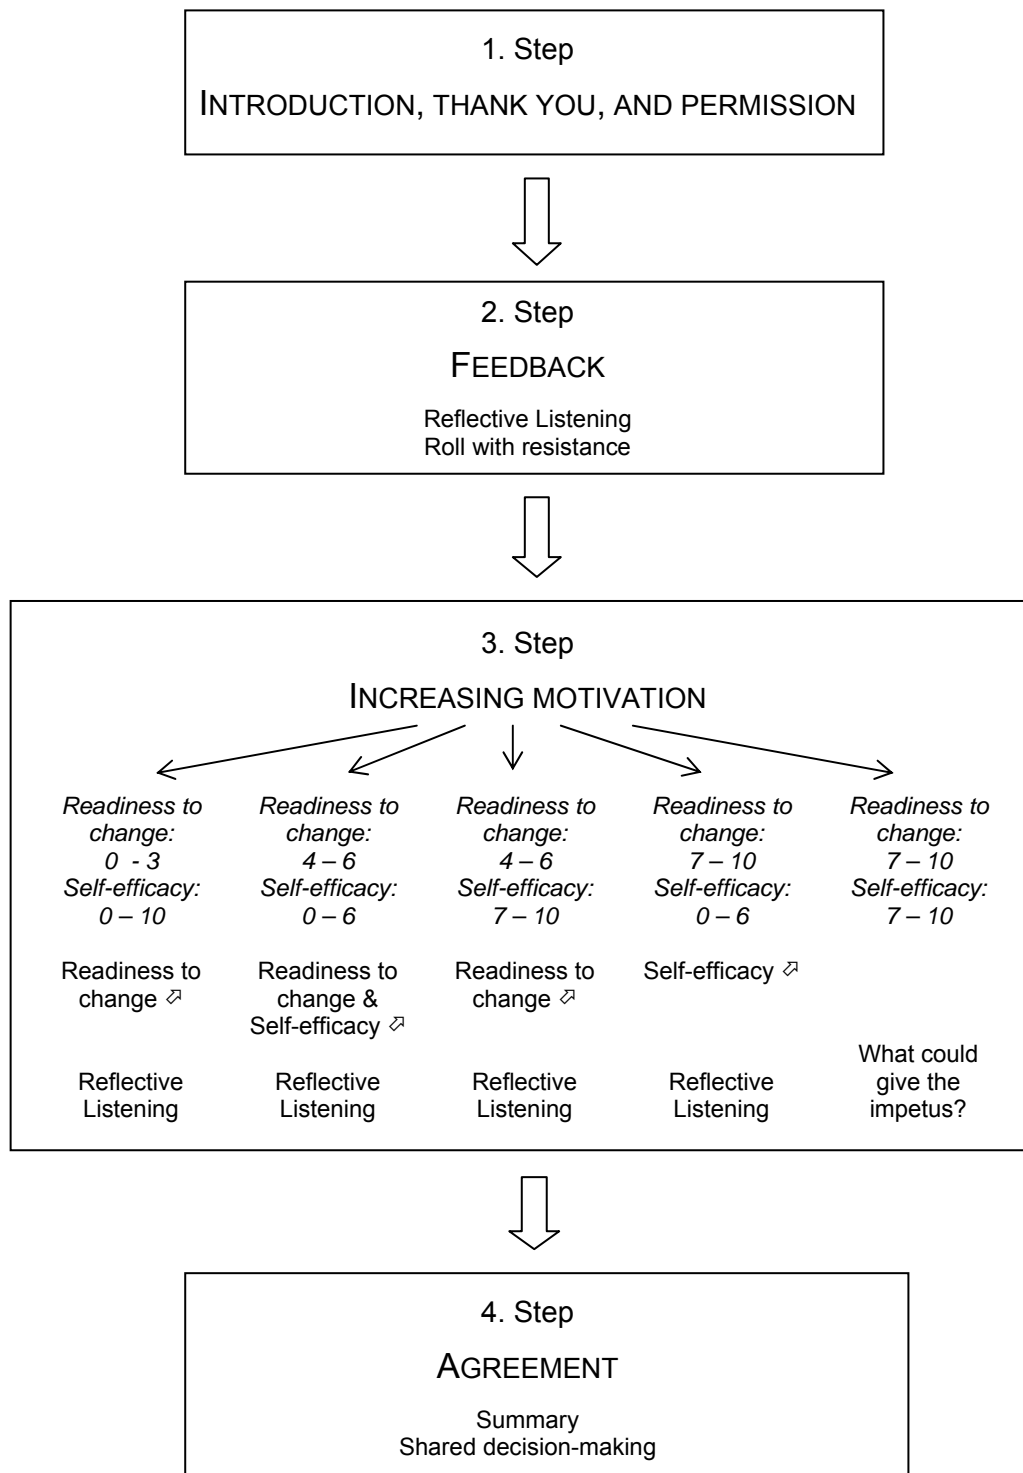 1. Step
INTRODUCTION, THANK YOU, AND PERMISSION
2. Step
FEEDBACK
Reflective Listening
Roll with resistance
3. Step
INCREASING MOTIVATION
Readiness to
change:
0 - 3
Self-efficacy:
0 – 10
Readiness to
change ⬀
Reflective
Listening
Readiness to
change:
4 – 6
Self-efficacy:
0 – 6
Readiness to
change &
Self-efficacy ⬀
Reflective
Listening
Readiness to
change:
4 – 6
Self-efficacy:
7 – 10
Readiness to
change ⬀
Reflective
Listening
Readiness to
change:
7 – 10
Self-efficacy:
0 – 6
Self-efficacy ⬀
Reflective
Listening
Readiness to
change:
7 – 10
Self-efficacy:
7 – 10
What could
give the
impetus?
4. Step
AGREEMENT
Summary
Shared decision-making